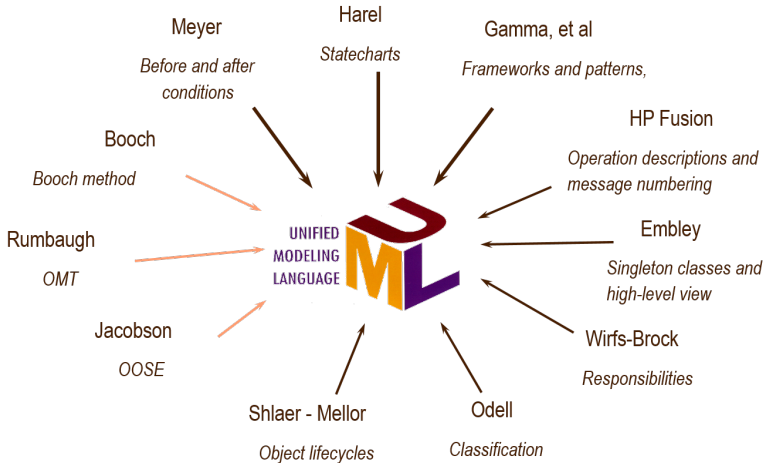 Harel
Statecharts
Meyer
Before and after
conditions
Gamma, et al
Frameworks and patterns,
HP Fusion
Operation descriptions and
message numbering
Booch
Booch method
Rumbaugh
OMT
UNIFIED
MODELING
LANGUAGE
UML
Embley
Singleton classes and
high-level view
Jacobson
OOSE
Wirfs-Brock
Responsibilities
Shlaer - Mellor
Object lifecycles
Odell
Classification